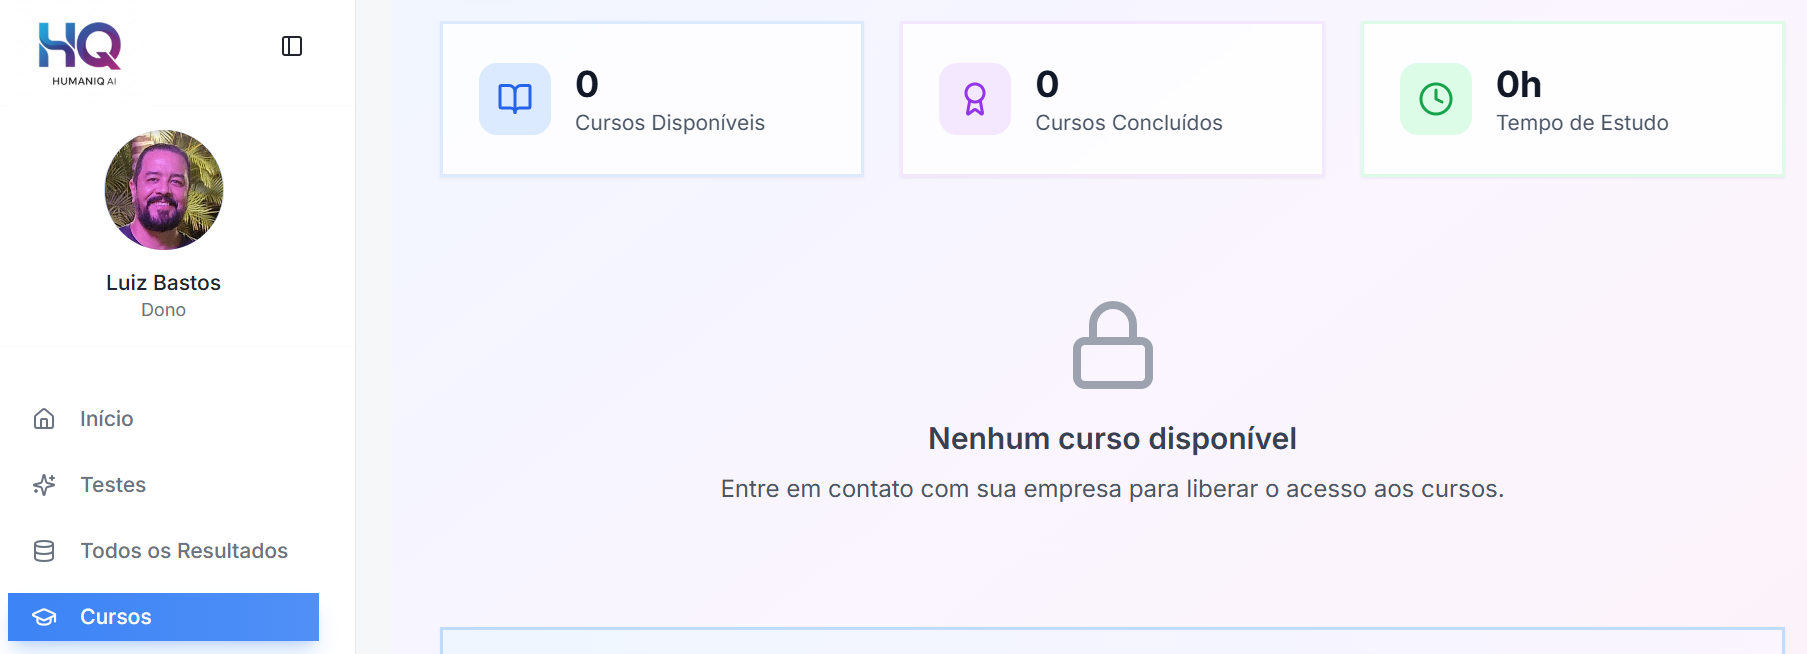 HQ
HUMANIQ AI
Luiz Bastos
Dono
Início
Testes
Todos os Resultados
Cursos
0
Cursos Disponíveis
0
Cursos Concluídos
0h
Tempo de Estudo
Nenhum curso disponível
Entre em contato com sua empresa para liberar o acesso aos cursos.